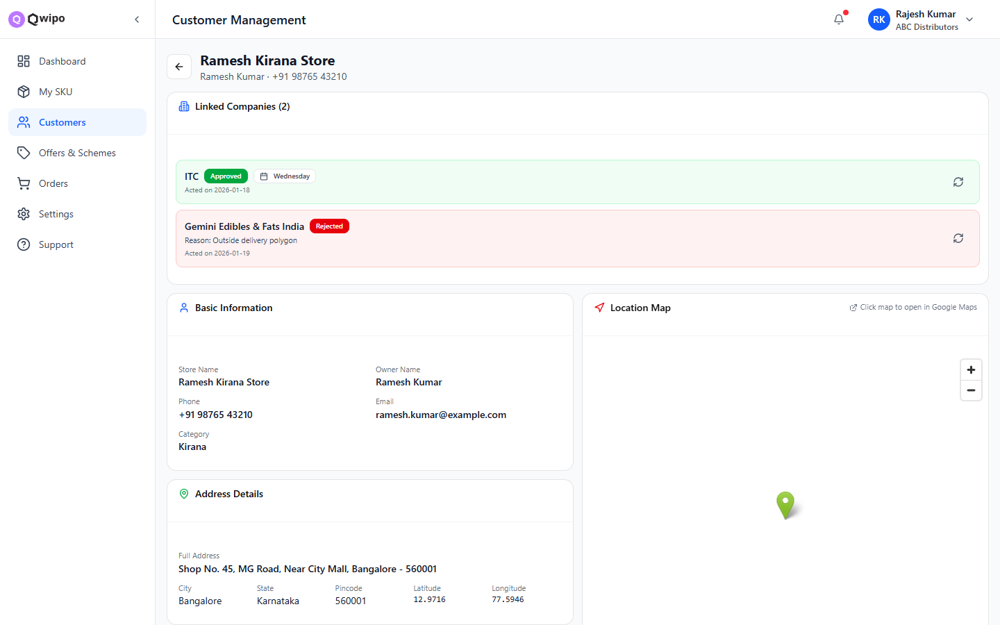 Qwipo
Customer Management
RK
Rajesh Kumar
ABC Distributors
Dashboard
My SKU
Customers
Offers & Schemes
Orders
Settings
Support
Ramesh Kirana Store
Ramesh Kumar · +91 98765 43210
Linked Companies (2)
ITC Approved Wednesday
Acted on 2026-01-18
Gemini Edibles & Fats India Rejected
Reason: Outside delivery polygon
Acted on 2026-01-19
Basic Information
Store Name
Ramesh Kirana Store
Owner Name
Ramesh Kumar
Phone
+91 98765 43210
Email
ramesh.kumar@example.com
Category
Kirana
Address Details
Full Address
Shop No. 45, MG Road, Near City Mall, Bangalore - 560001
City
Bangalore
State
Karnataka
Pincode
560001
Latitude
12.9716
Longitude
77.5946
Location Map
Click map to open in Google Maps
+
−